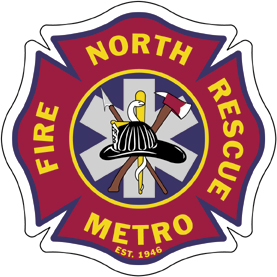 NORTH
FIRE
RESCUE
METRO
EST. 1946